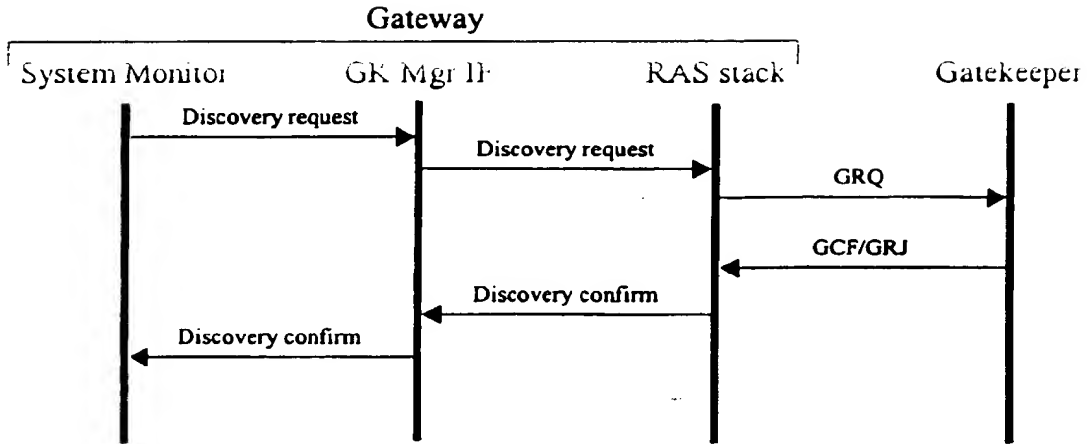 Gateway
System Monitor GK Mgr IF RAS stack Gatekeeper
Discovery request
Discovery request
GRQ
GCF/GRJ
Discovery confirm
Discovery confirm